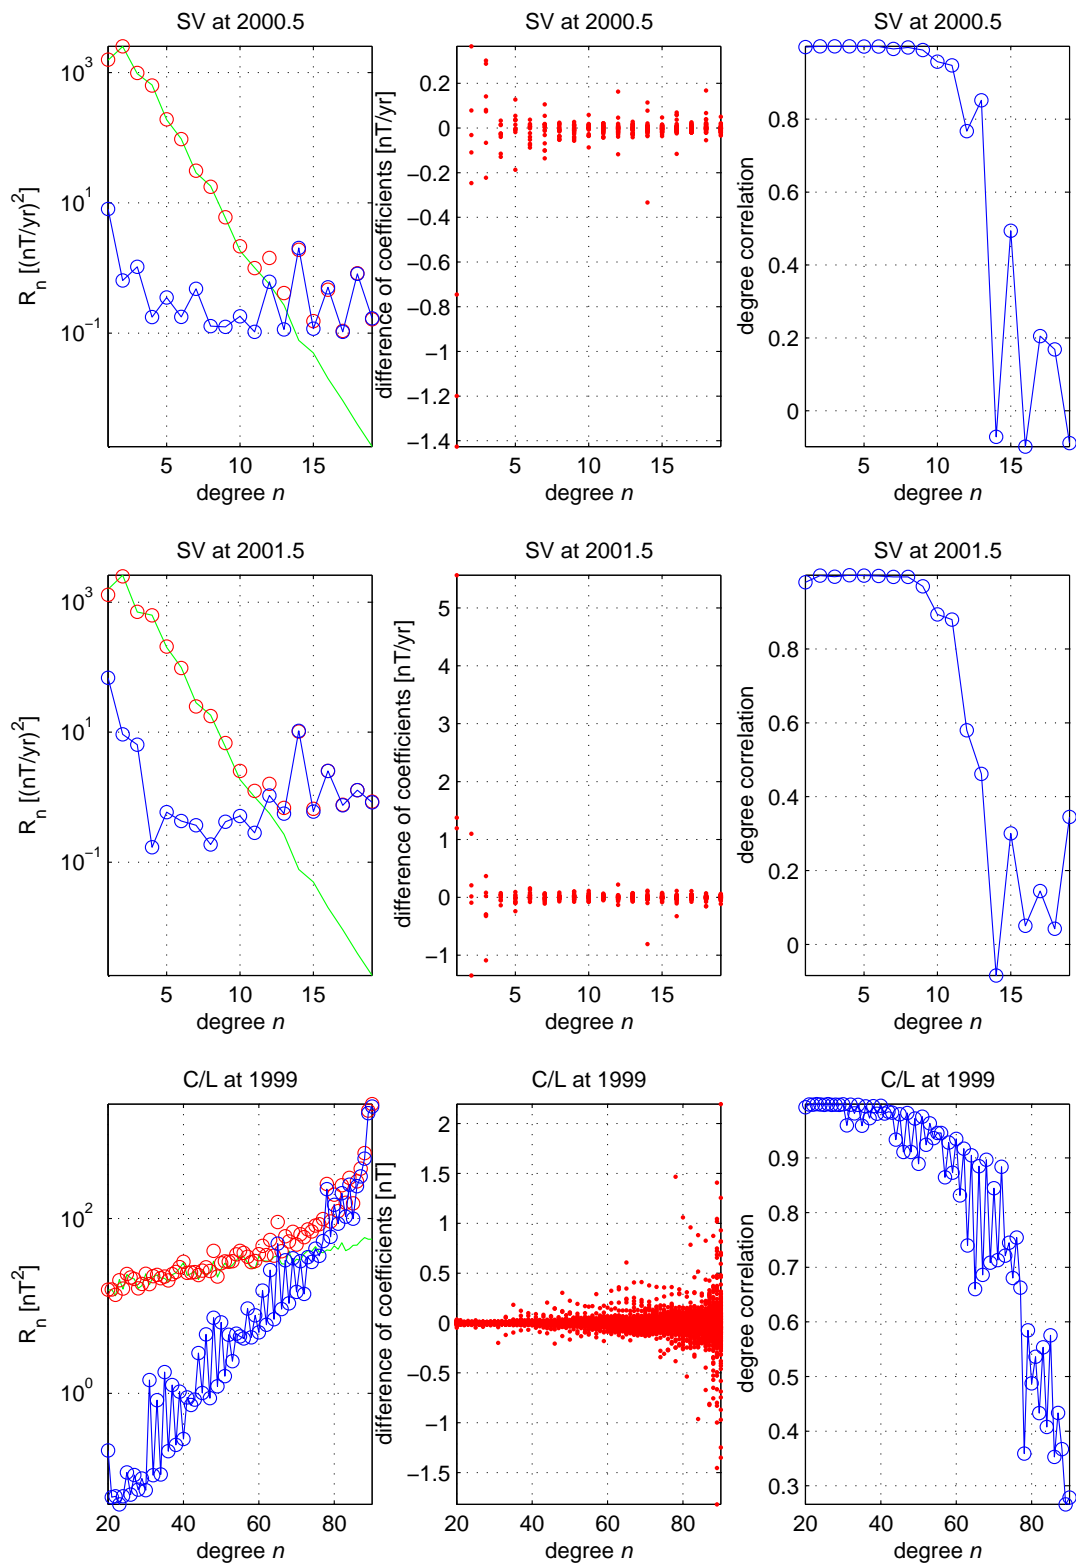 SV at 2000.5
10^3
10^1
10^−1
R_n [(nT/yr)^2]
5 10 15
degree n
SV at 2000.5
0.2
0
−0.2
−0.4
−0.6
−0.8
−1
−1.2
−1.4
difference of coefficients [nT/yr]
5 10 15
degree n
SV at 2000.5
0.8
0.6
0.4
0.2
0
degree correlation
5 10 15
degree n
SV at 2001.5
10^3
10^1
10^−1
R_n [(nT/yr)^2]
5 10 15
degree n
SV at 2001.5
5
4
3
2
1
0
−1
difference of coefficients [nT/yr]
5 10 15
degree n
SV at 2001.5
0.8
0.6
0.4
0.2
0
degree correlation
5 10 15
degree n
C/L at 1999
10^2
10^0
R_n [nT^2]
20 40 60 80
degree n
C/L at 1999
2
1.5
1
0.5
0
−0.5
−1
−1.5
difference of coefficients [nT]
20 40 60 80
degree n
C/L at 1999
0.9
0.8
0.7
0.6
0.5
0.4
0.3
degree correlation
20 40 60 80
degree n